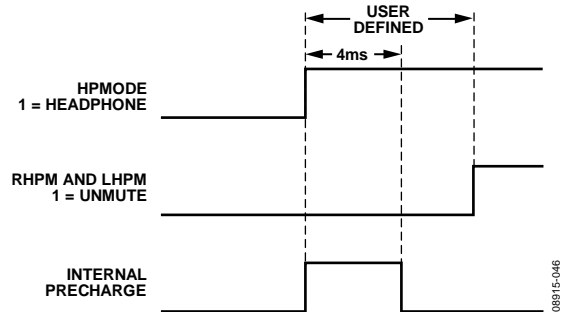 USER
DEFINED
4ms
HPMODE
1 = HEADPHONE
RHPM AND LHPM
1 = UNMUTE
INTERNAL
PRECHARGE
08915-046